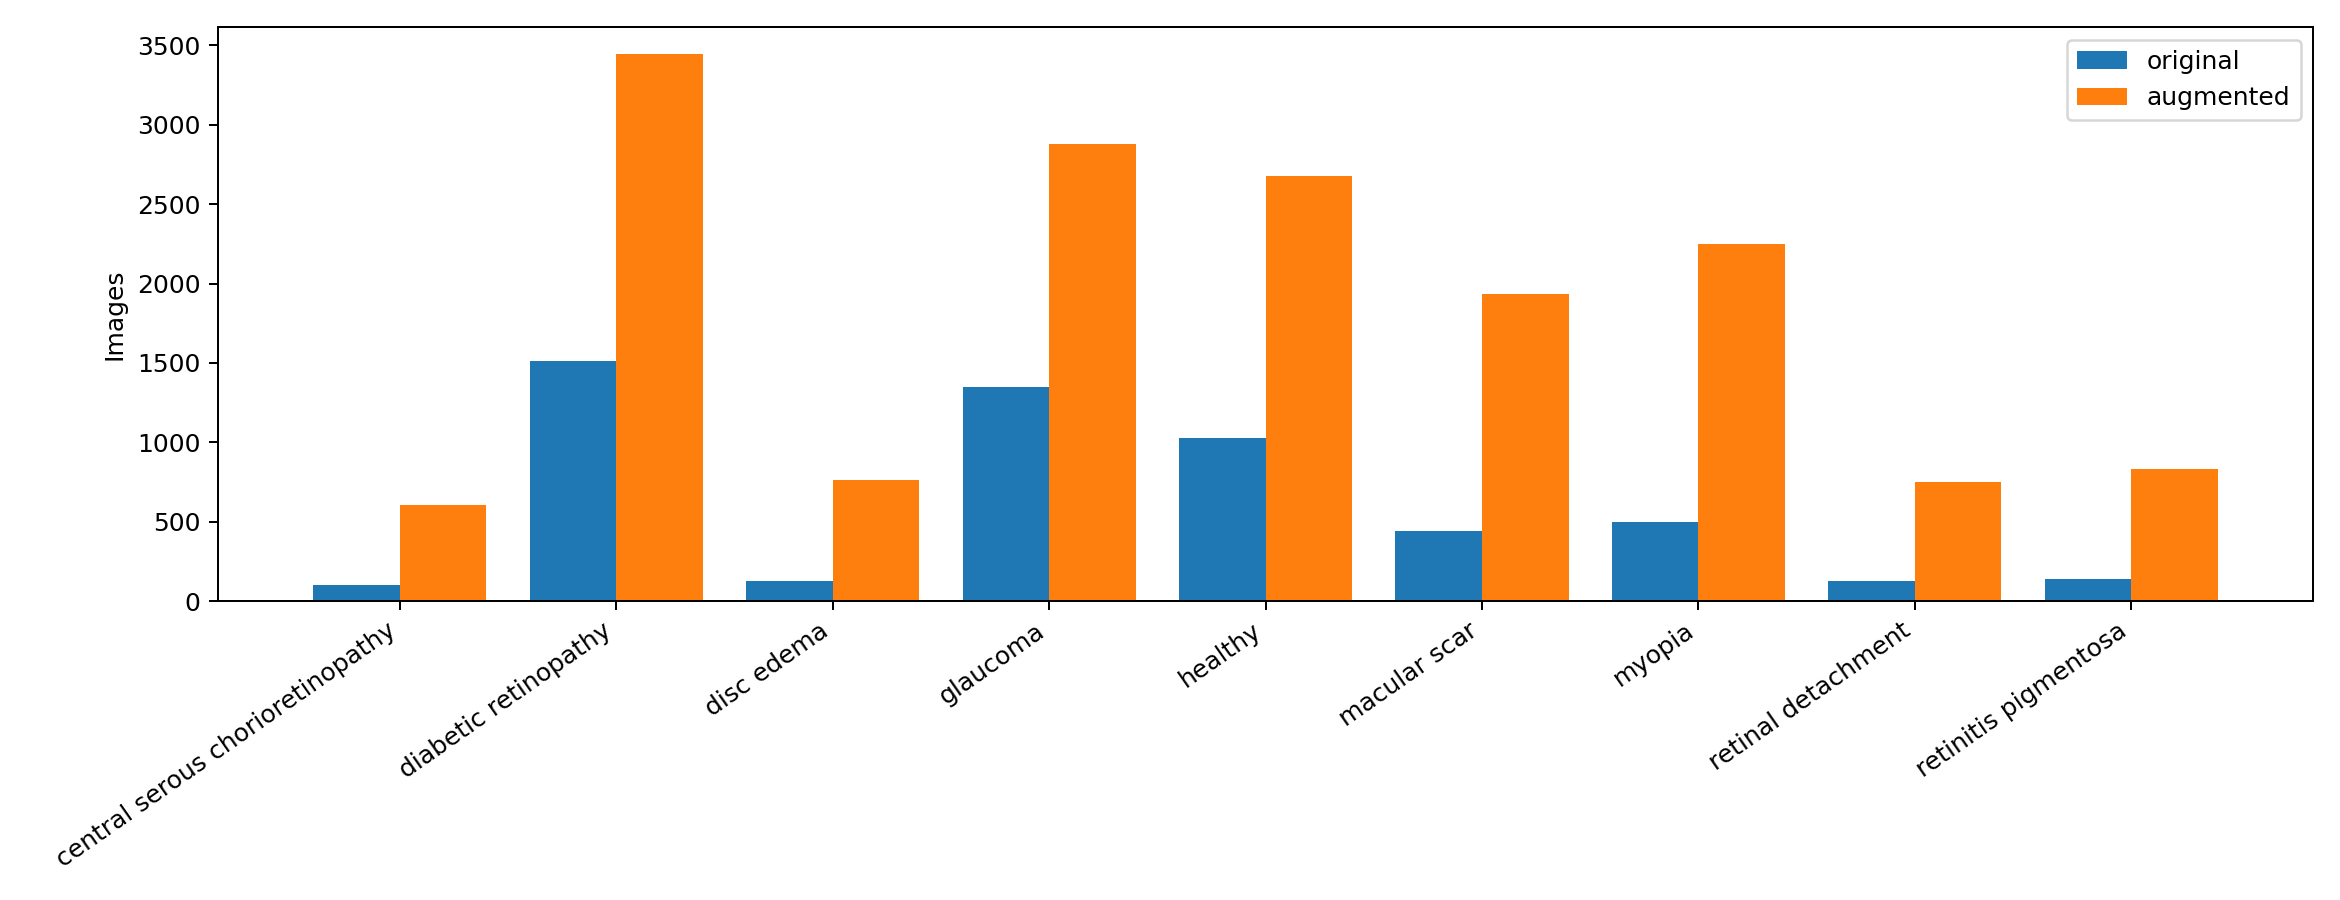 3500
3000
2500
2000
1500
1000
500
0
Images
original
augmented
central serous chorioretinopathy
diabetic retinopathy
disc edema
glaucoma
healthy
macular scar
myopia
retinal detachment
retinitis pigmentosa